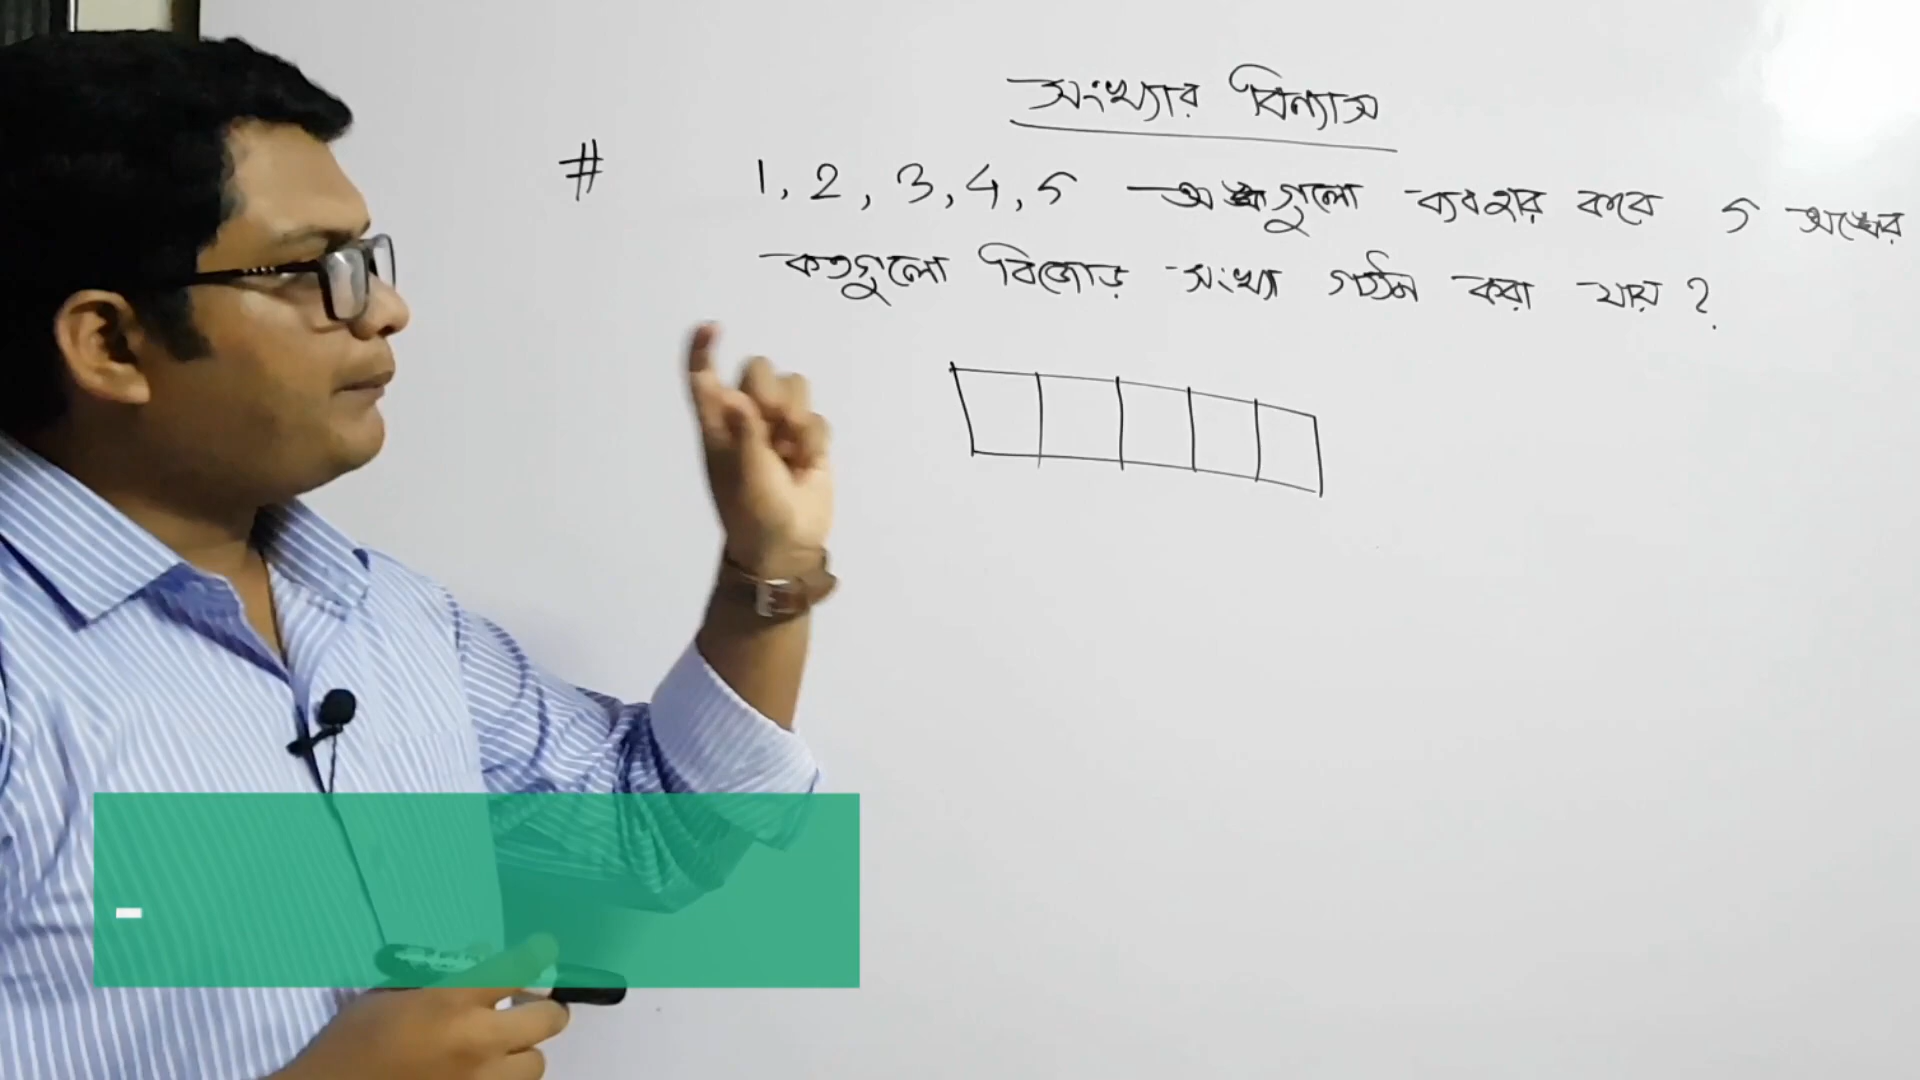 সংখ্যার বিন্যাস
# 1, 2, 3, 4, 5 অঙ্কগুলো ব্যবহার করে 5 অঙ্কের
কতগুলো বিজোড় সংখ্যা গঠন করা যায় ?